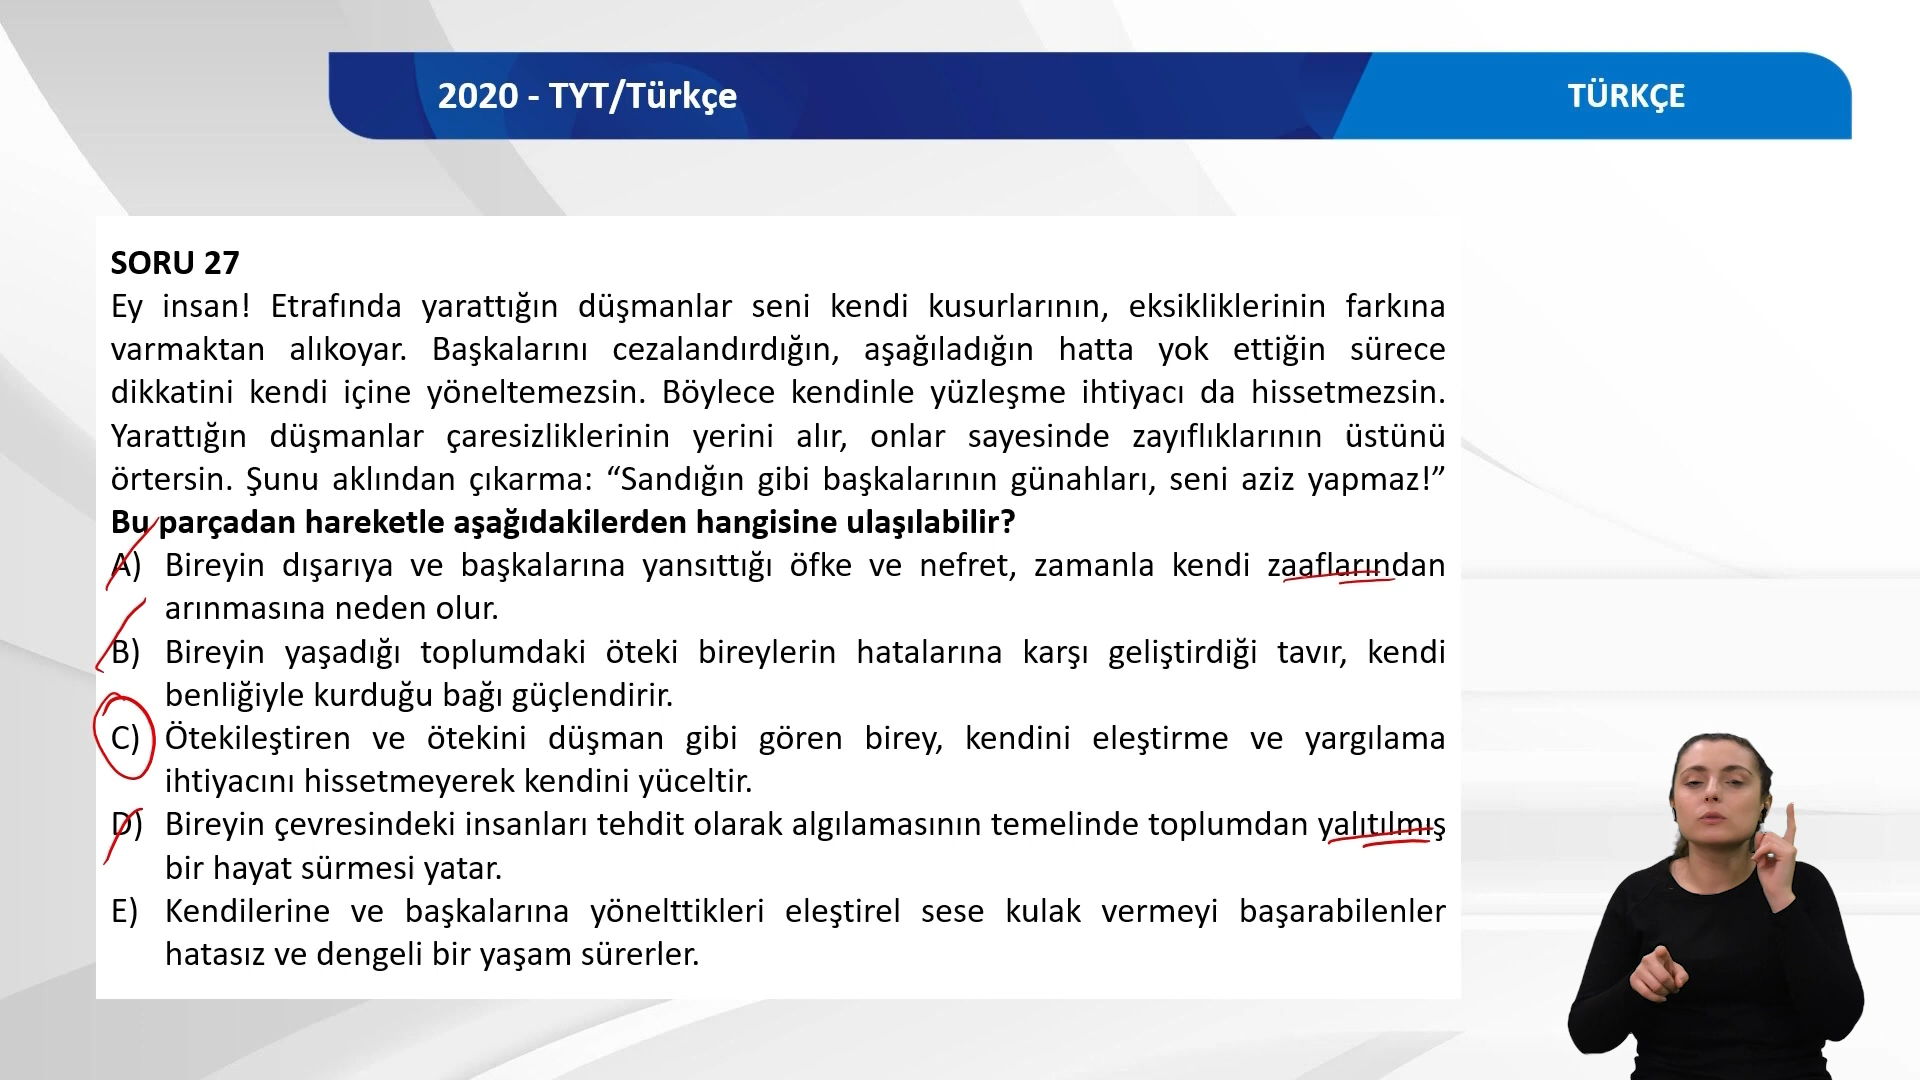 2020 - TYT/Türkçe
TÜRKÇE
SORU 27
Ey insan! Etrafında yarattığın düşmanlar seni kendi kusurlarının, eksikliklerinin farkına
varmaktan alıkoyar. Başkalarını cezalandırdığın, aşağıladığın hatta yok ettiğin sürece
dikkatini kendi içine yöneltemezsin. Böylece kendinle yüzleşme ihtiyacı da hissetmezsin.
Yarattığın düşmanlar çaresizliklerinin yerini alır, onlar sayesinde zayıflıklarının üstünü
örtersin. Şunu aklından çıkarma: “Sandığın gibi başkalarının günahları, seni aziz yapmaz!”
Bu parçadan hareketle aşağıdakilerden hangisine ulaşılabilir?
A) Bireyin dışarıya ve başkalarına yansıttığı öfke ve nefret, zamanla kendi zaaflarından
arınmasına neden olur.
B) Bireyin yaşadığı toplumdaki öteki bireylerin hatalarına karşı geliştirdiği tavır, kendi
benliğiyle kurduğu bağı güçlendirir.
C) Ötekileştiren ve ötekini düşman gibi gören birey, kendini eleştirme ve yargılama
ihtiyacını hissetmeyerek kendini yüceltir.
D) Bireyin çevresindeki insanları tehdit olarak algılamasının temelinde toplumdan yalıtılmış
bir hayat sürmesi yatar.
E) Kendilerine ve başkalarına yönelttikleri eleştirel sese kulak vermeyi başarabilenler
hatasız ve dengeli bir yaşam sürerler.